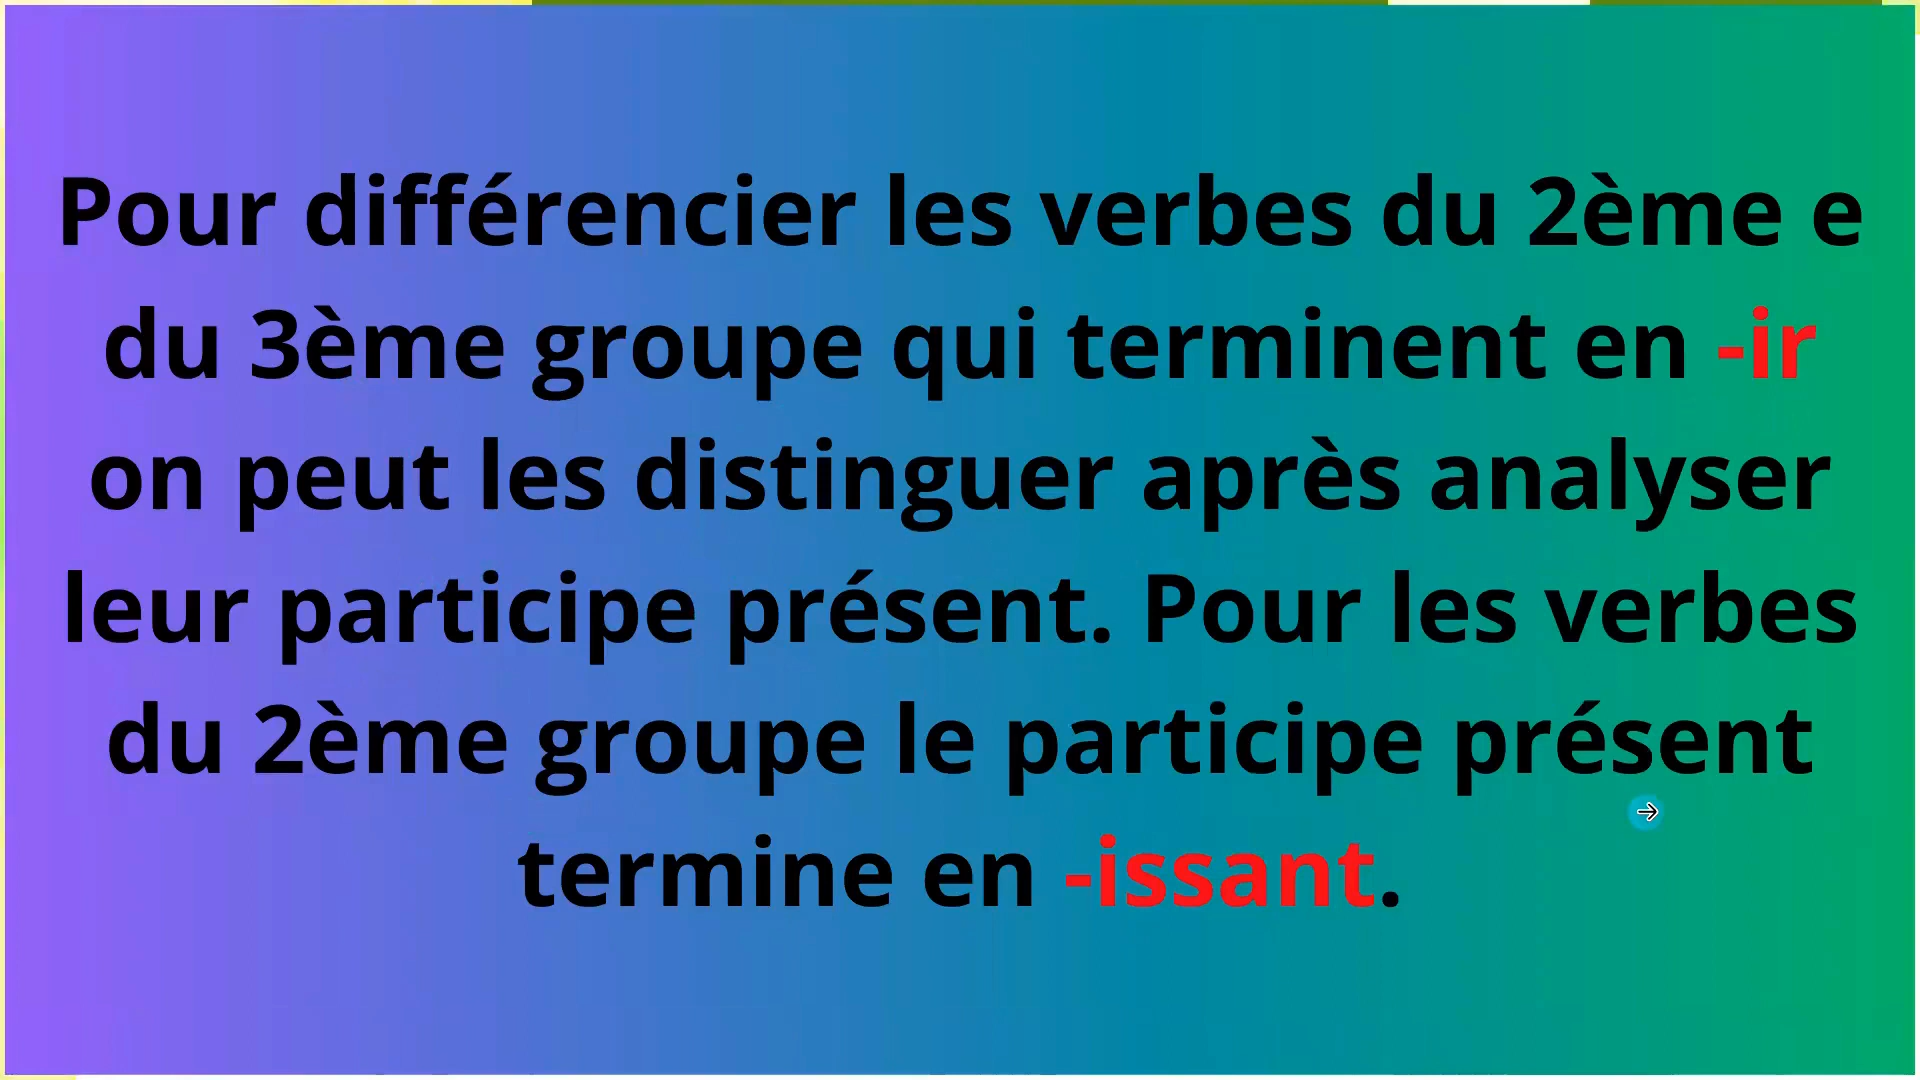 Pour différencier les verbes du 2ème e
du 3ème groupe qui terminent en -ir
on peut les distinguer après analyser
leur participe présent. Pour les verbes
du 2ème groupe le participe présent
termine en -issant.